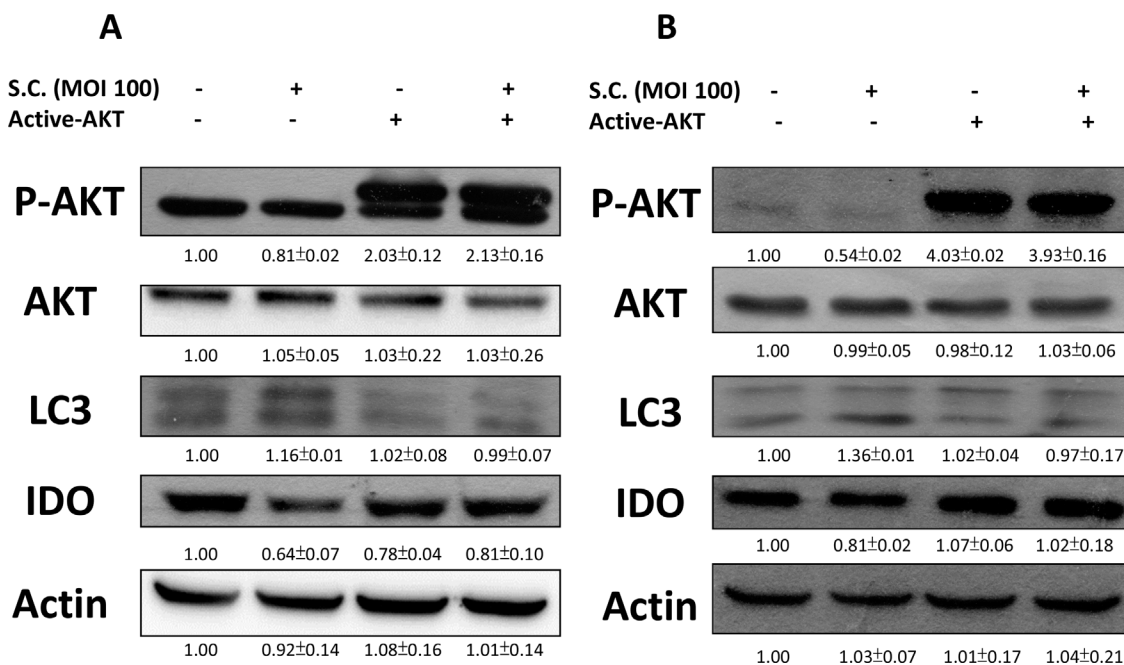 A
S.C. (MOI 100) - + - +
Active-AKT - - + +
P-AKT
1.00 0.81±0.02 2.03±0.12 2.13±0.16
AKT
1.00 1.05±0.05 1.03±0.22 1.03±0.26
LC3
1.00 1.16±0.01 1.02±0.08 0.99±0.07
IDO
1.00 0.64±0.07 0.78±0.04 0.81±0.10
Actin
1.00 0.92±0.14 1.08±0.16 1.01±0.14
B
S.C. (MOI 100) - + - +
Active-AKT - - + +
P-AKT
1.00 0.54±0.02 4.03±0.02 3.93±0.16
AKT
1.00 0.99±0.05 0.98±0.12 1.03±0.06
LC3
1.00 1.36±0.01 1.02±0.04 0.97±0.17
IDO
1.00 0.81±0.02 1.07±0.06 1.02±0.18
Actin
1.00 1.03±0.07 1.01±0.17 1.04±0.21